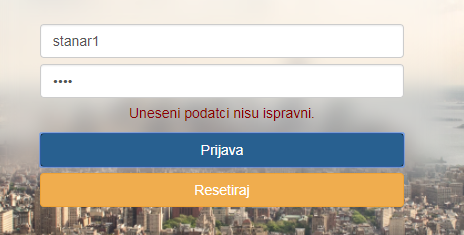 stanar1
••••
Uneseni podatci nisu ispravni.
Prijava
Resetiraj